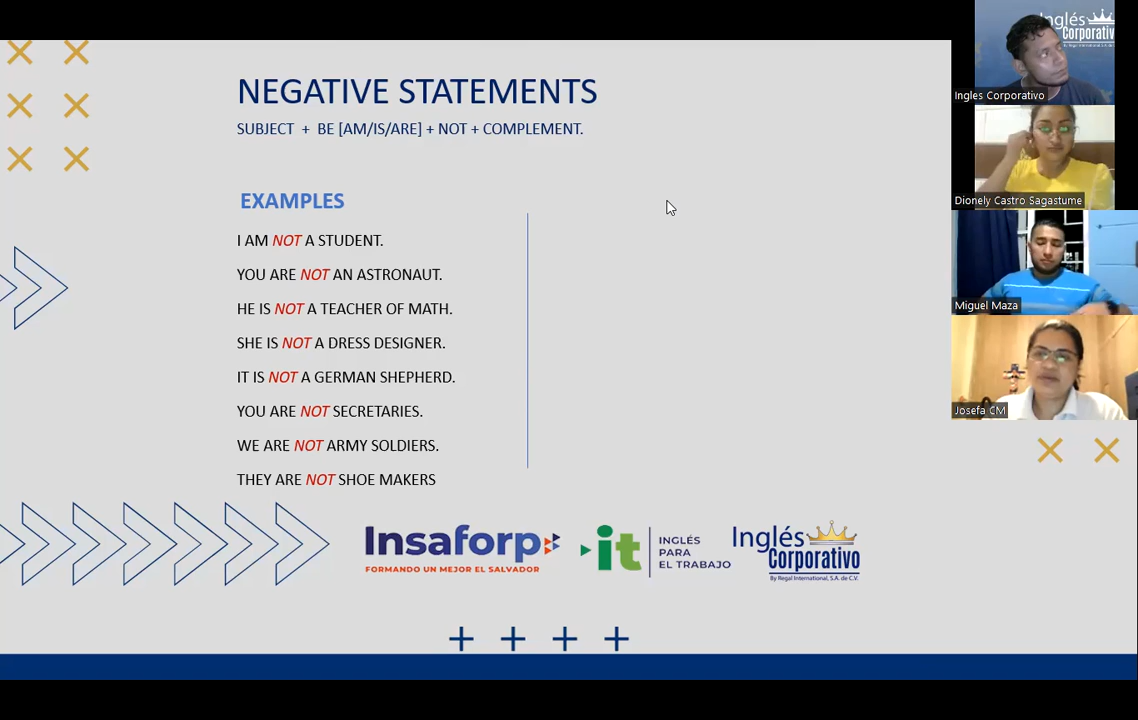 NEGATIVE STATEMENTS
SUBJECT + BE [AM/IS/ARE] + NOT + COMPLEMENT.
EXAMPLES
I AM NOT A STUDENT.
YOU ARE NOT AN ASTRONAUT.
HE IS NOT A TEACHER OF MATH.
SHE IS NOT A DRESS DESIGNER.
IT IS NOT A GERMAN SHEPHERD.
YOU ARE NOT SECRETARIES.
WE ARE NOT ARMY SOLDIERS.
THEY ARE NOT SHOE MAKERS
Insaforp
FORMANDO UN MEJOR EL SALVADOR
it
INGLÉS
PARA
EL TRABAJO
Inglés
Corporativo
By Regal International, S.A. de C.V.
Inglés
Corporativo
Ingles Corporativo
Dionely Castro Sagastume
Miguel Maza
Josefa CM